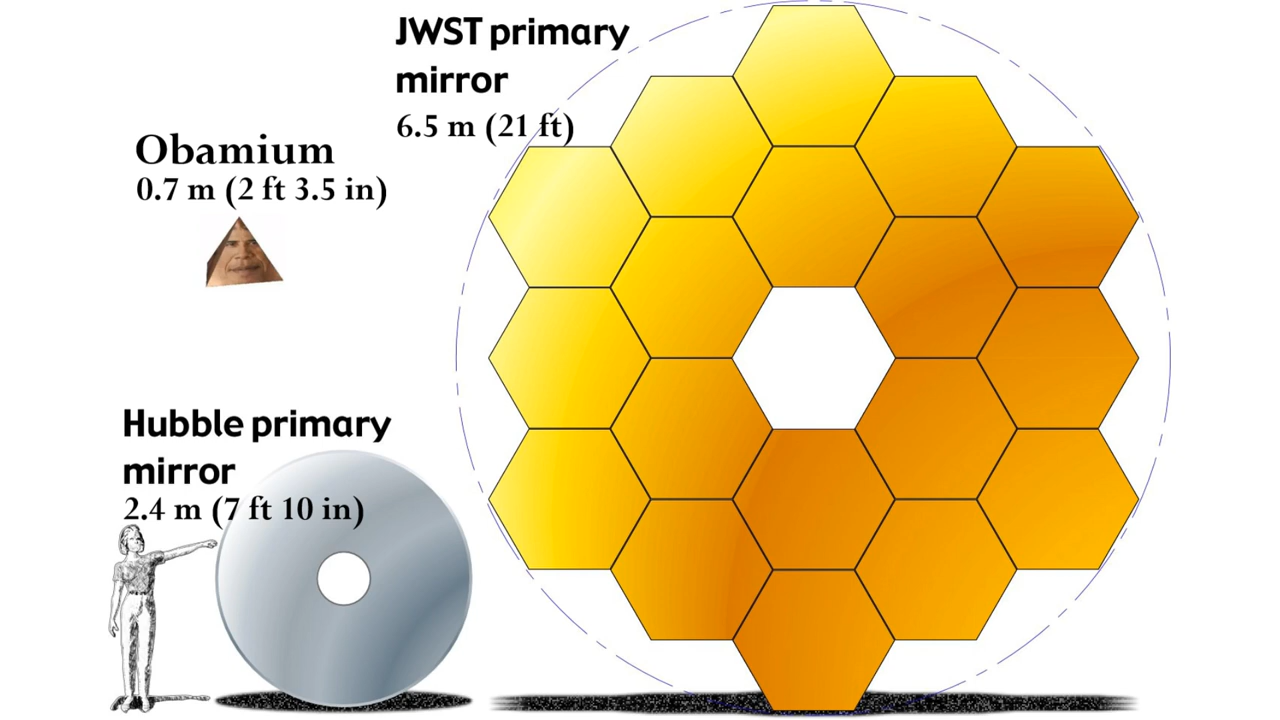 JWST primary
mirror
6.5 m (21 ft)
Obamium
0.7 m (2 ft 3.5 in)
Hubble primary
mirror
2.4 m (7 ft 10 in)